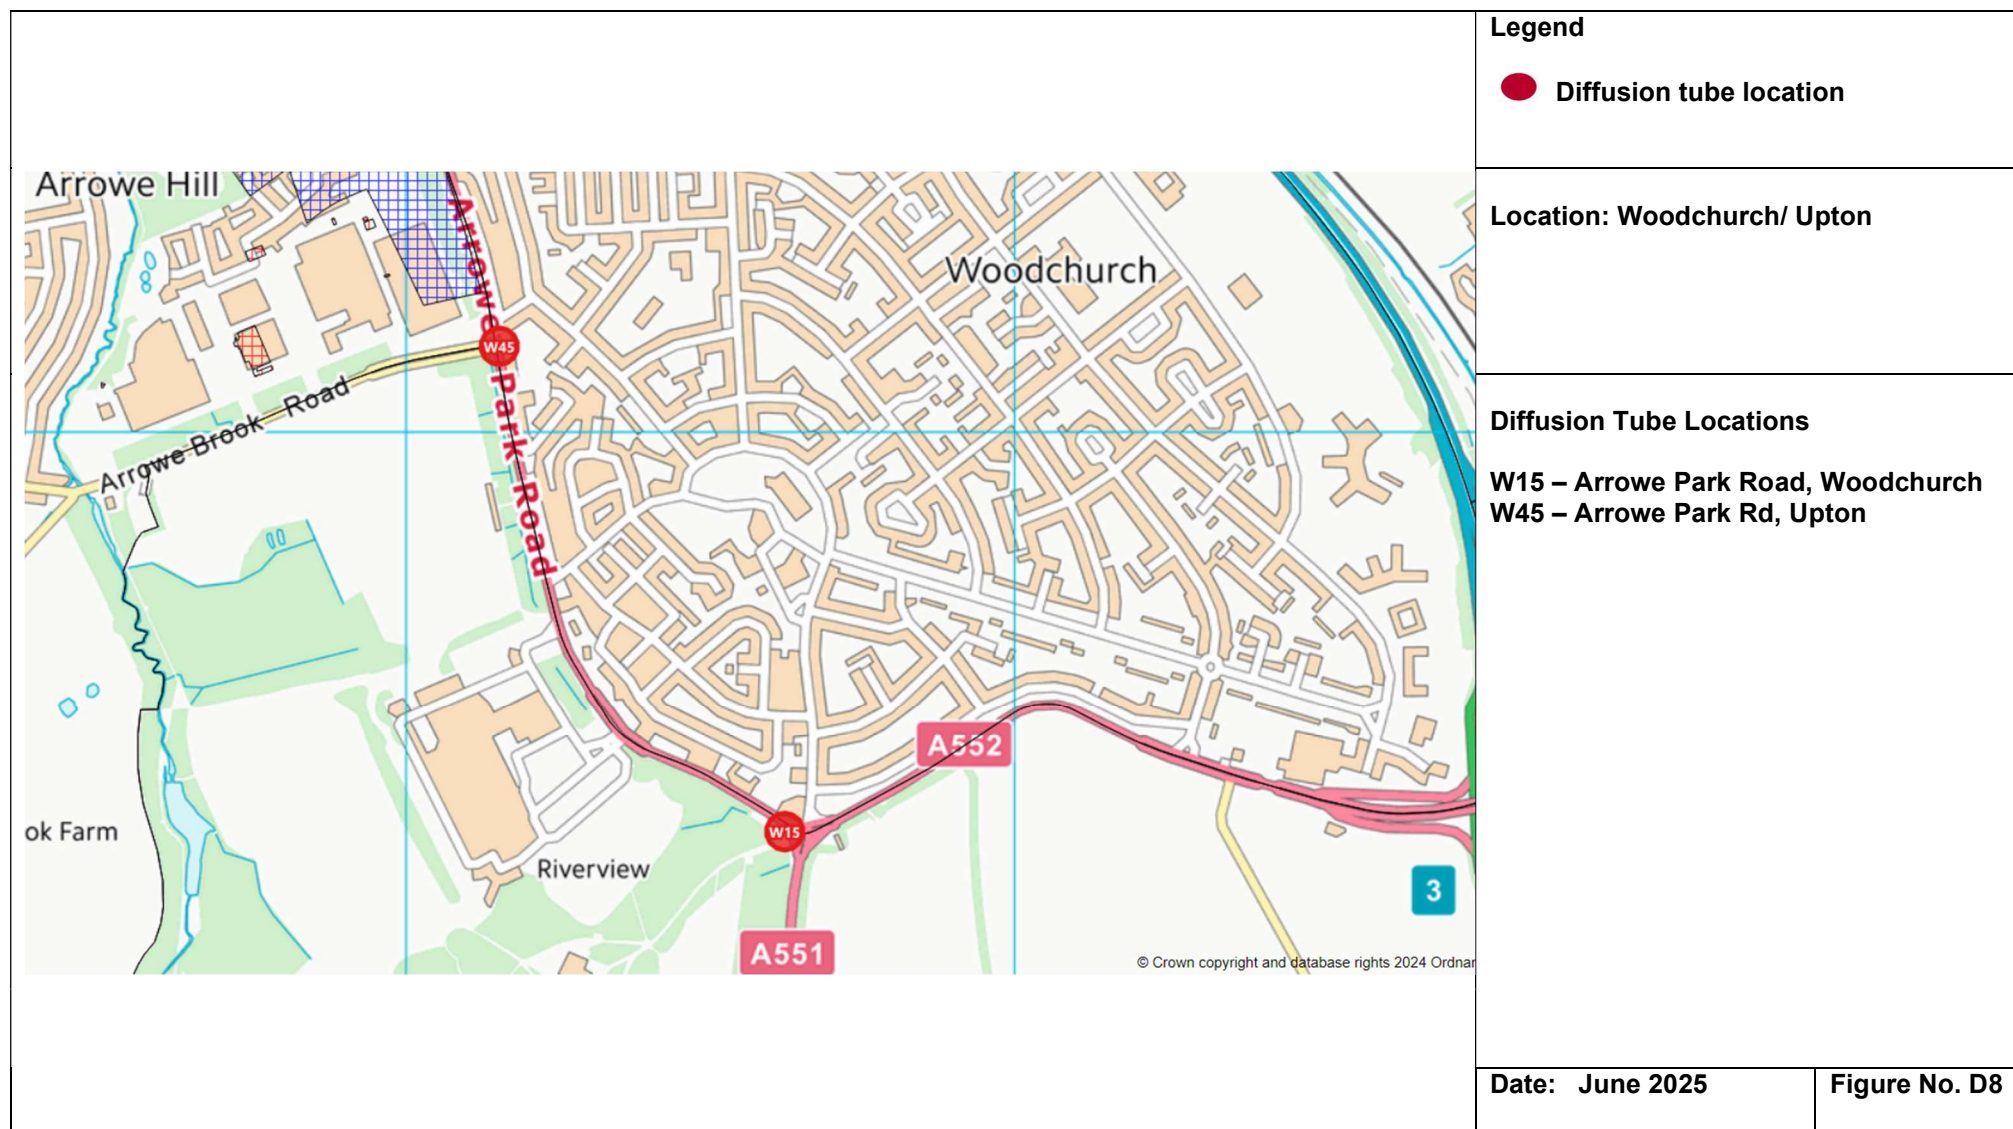 Legend
Diffusion tube location
Location: Woodchurch/ Upton
Diffusion Tube Locations
W15 – Arrowe Park Road, Woodchurch
W45 – Arrowe Park Rd, Upton
Date: June 2025
Figure No. D8
Arrowe Hill
Woodchurch
W45
Arrowe Park Road
Arrowe Brook Road
A552
ok Farm
W15
Riverview
3
A551
© Crown copyright and database rights 2024 Ordnan